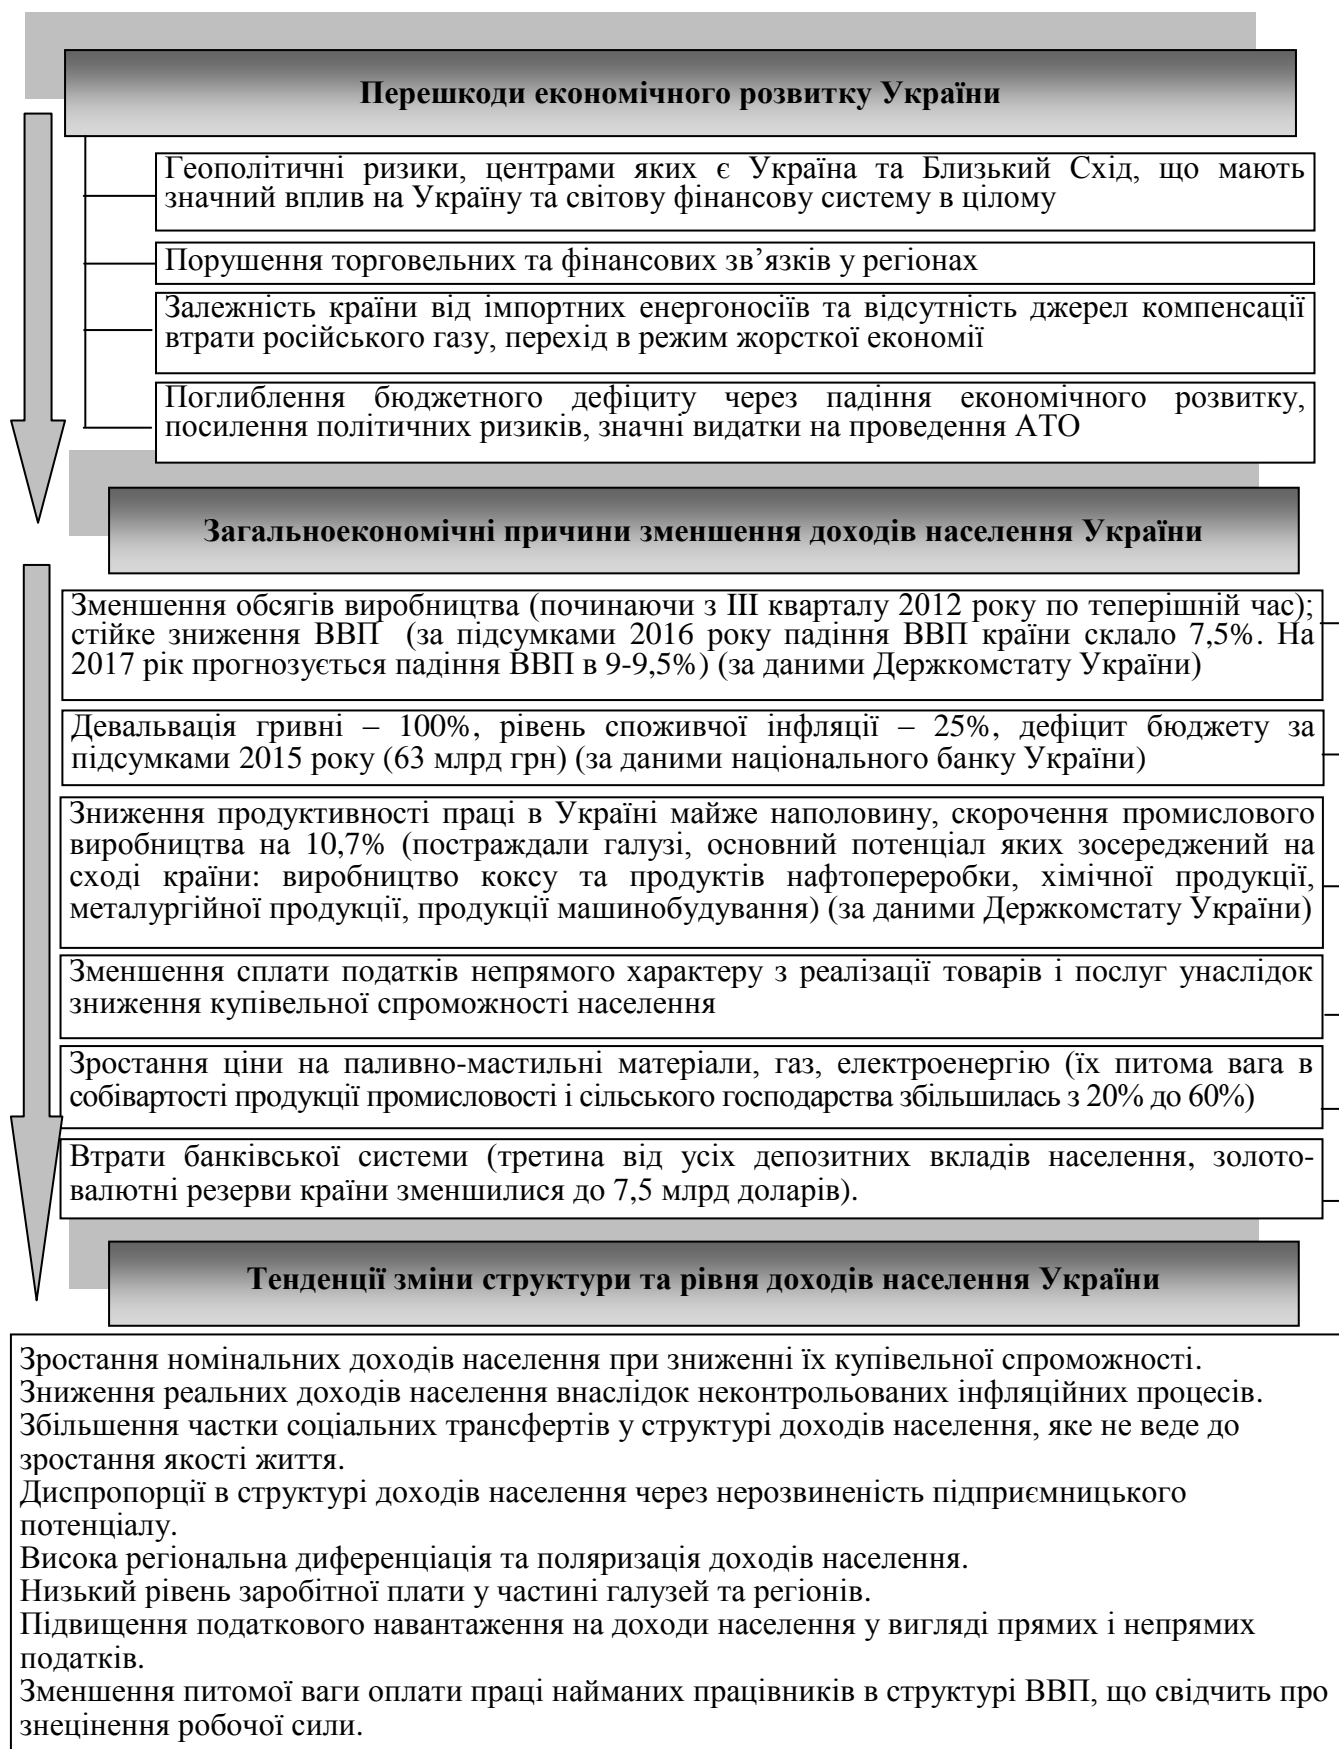 Перешкоди економічного розвитку України
Геополітичні ризики, центрами яких є Україна та Близький Схід, що мають
значний вплив на Україну та світову фінансову систему в цілому
Порушення торговельних та фінансових зв’язків у регіонах
Залежність країни від імпортних енергоносіїв та відсутність джерел компенсації
втрати російського газу, перехід в режим жорсткої економії
Поглиблення бюджетного дефіциту через падіння економічного розвитку,
посилення політичних ризиків, значні видатки на проведення АТО
Загальноекономічні причини зменшення доходів населення України
Зменшення обсягів виробництва (починаючи з ІІІ кварталу 2012 року по теперішній час);
стійке зниження ВВП (за підсумками 2016 року падіння ВВП країни склало 7,5%. На
2017 рік прогнозується падіння ВВП в 9-9,5%) (за даними Держкомстату України)
Девальвація гривні – 100%, рівень споживчої інфляції – 25%, дефіцит бюджету за
підсумками 2015 року (63 млрд грн) (за даними національного банку України)
Зниження продуктивності праці в Україні майже наполовину, скорочення промислового
виробництва на 10,7% (постраждали галузі, основний потенціал яких зосереджений на
сході країни: виробництво коксу та продуктів нафтопереробки, хімічної продукції,
металургійної продукції, продукції машинобудування) (за даними Держкомстату України)
Зменшення сплати податків непрямого характеру з реалізації товарів і послуг унаслідок
зниження купівельної спроможності населення
Зростання ціни на паливно-мастильні матеріали, газ, електроенергію (їх питома вага в
собівартості продукції промисловості і сільського господарства збільшилась з 20% до 60%)
Втрати банківської системи (третина від усіх депозитних вкладів населення, золото-
валютні резерви країни зменшилися до 7,5 млрд доларів).
Тенденції зміни структури та рівня доходів населення України
Зростання номінальних доходів населення при зниженні їх купівельної спроможності.
Зниження реальних доходів населення внаслідок неконтрольованих інфляційних процесів.
Збільшення частки соціальних трансфертів у структурі доходів населення, яке не веде до
зростання якості життя.
Диспропорції в структурі доходів населення через нерозвиненість підприємницького
потенціалу.
Висока регіональна диференціація та поляризація доходів населення.
Низький рівень заробітної плати у частині галузей та регіонів.
Підвищення податкового навантаження на доходи населення у вигляді прямих і непрямих
податків.
Зменшення питомої ваги оплати праці найманих працівників в структурі ВВП, що свідчить про
знецінення робочої сили.